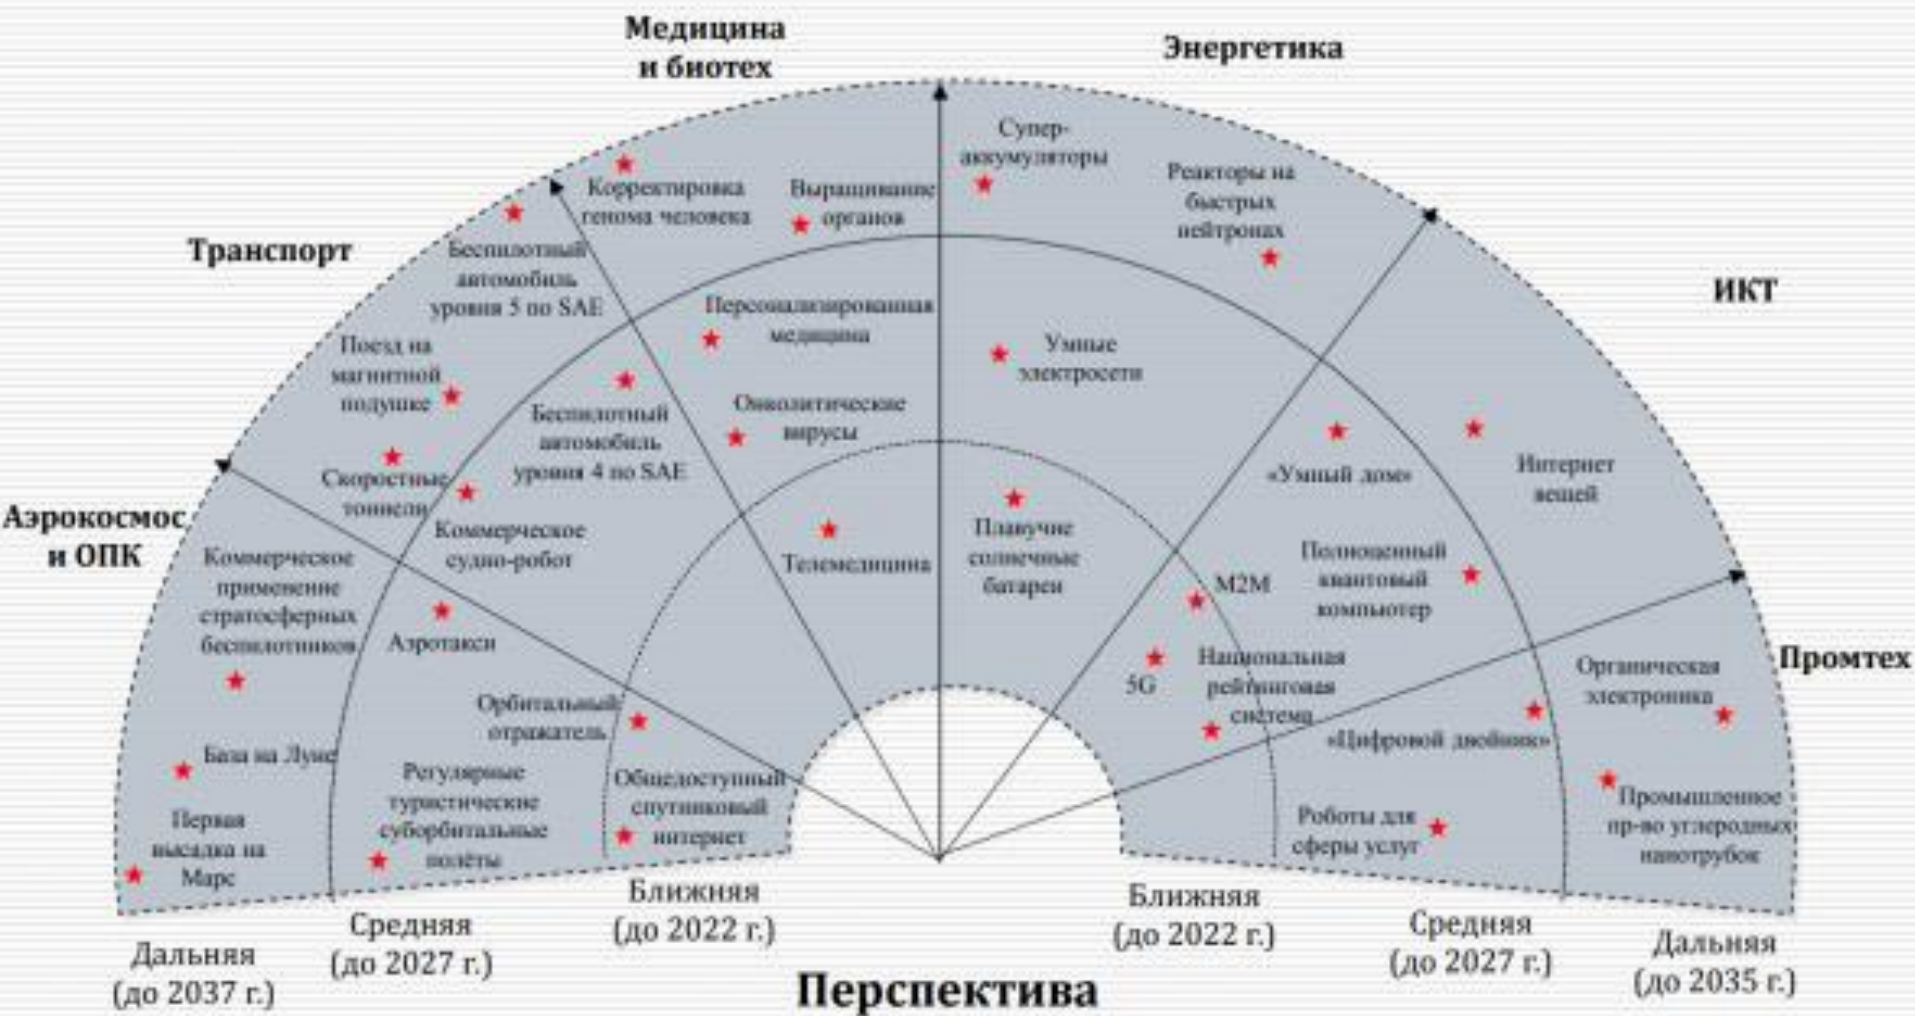 Медицина
и биотех
Энергетика
Транспорт
ИКТ
Аэрокосмос
и ОПК
Промтех
Корректировка
генома человека
Выращивание
органов
Персонализированная
медицина
Онколитические
вирусы
Телемедицина
Супер-
аккумуляторы
Реакторы на
быстрых
нейтронах
Умные
электросети
Плавучие
солнечные
батареи
Беспилотный
автомобиль
уровня 5 по SAE
Поезд на
магнитной
подушке
Скоростные
тоннели
Беспилотный
автомобиль
уровня 4 по SAE
Коммерческое
судно-робот
Коммерческое
применение
стратосферных
беспилотников
База на Луне
Первая
высадка на
Марс
Аэротакси
Орбитальный
отражатель
Регулярные
туристические
суборбитальные
полёты
Общедоступный
спутниковый
интернет
«Умный дом»
Интернет
вещей
Полноценный
квантовый
компьютер
M2M
5G
Национальная
рейтинговая
система
Органическая
электроника
«Цифровой двойник»
Промышленное
пр-во углеродных
нанотрубок
Роботы для
сферы услуг
Дальняя
(до 2037 г.)
Средняя
(до 2027 г.)
Ближняя
(до 2022 г.)
Ближняя
(до 2022 г.)
Средняя
(до 2027 г.)
Дальняя
(до 2035 г.)
Перспектива